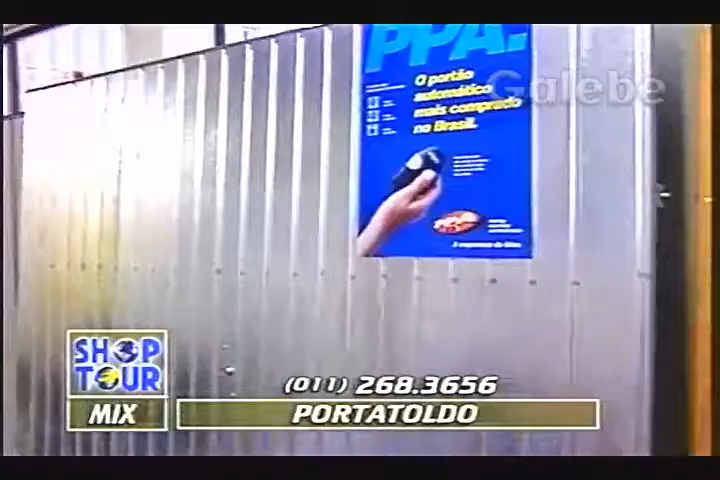 PPA.
O portão
automático
mais comprado
no Brasil.
Galebe
SHOP
TOUR
MIX
(011) 268.3656
PORTATOLDO